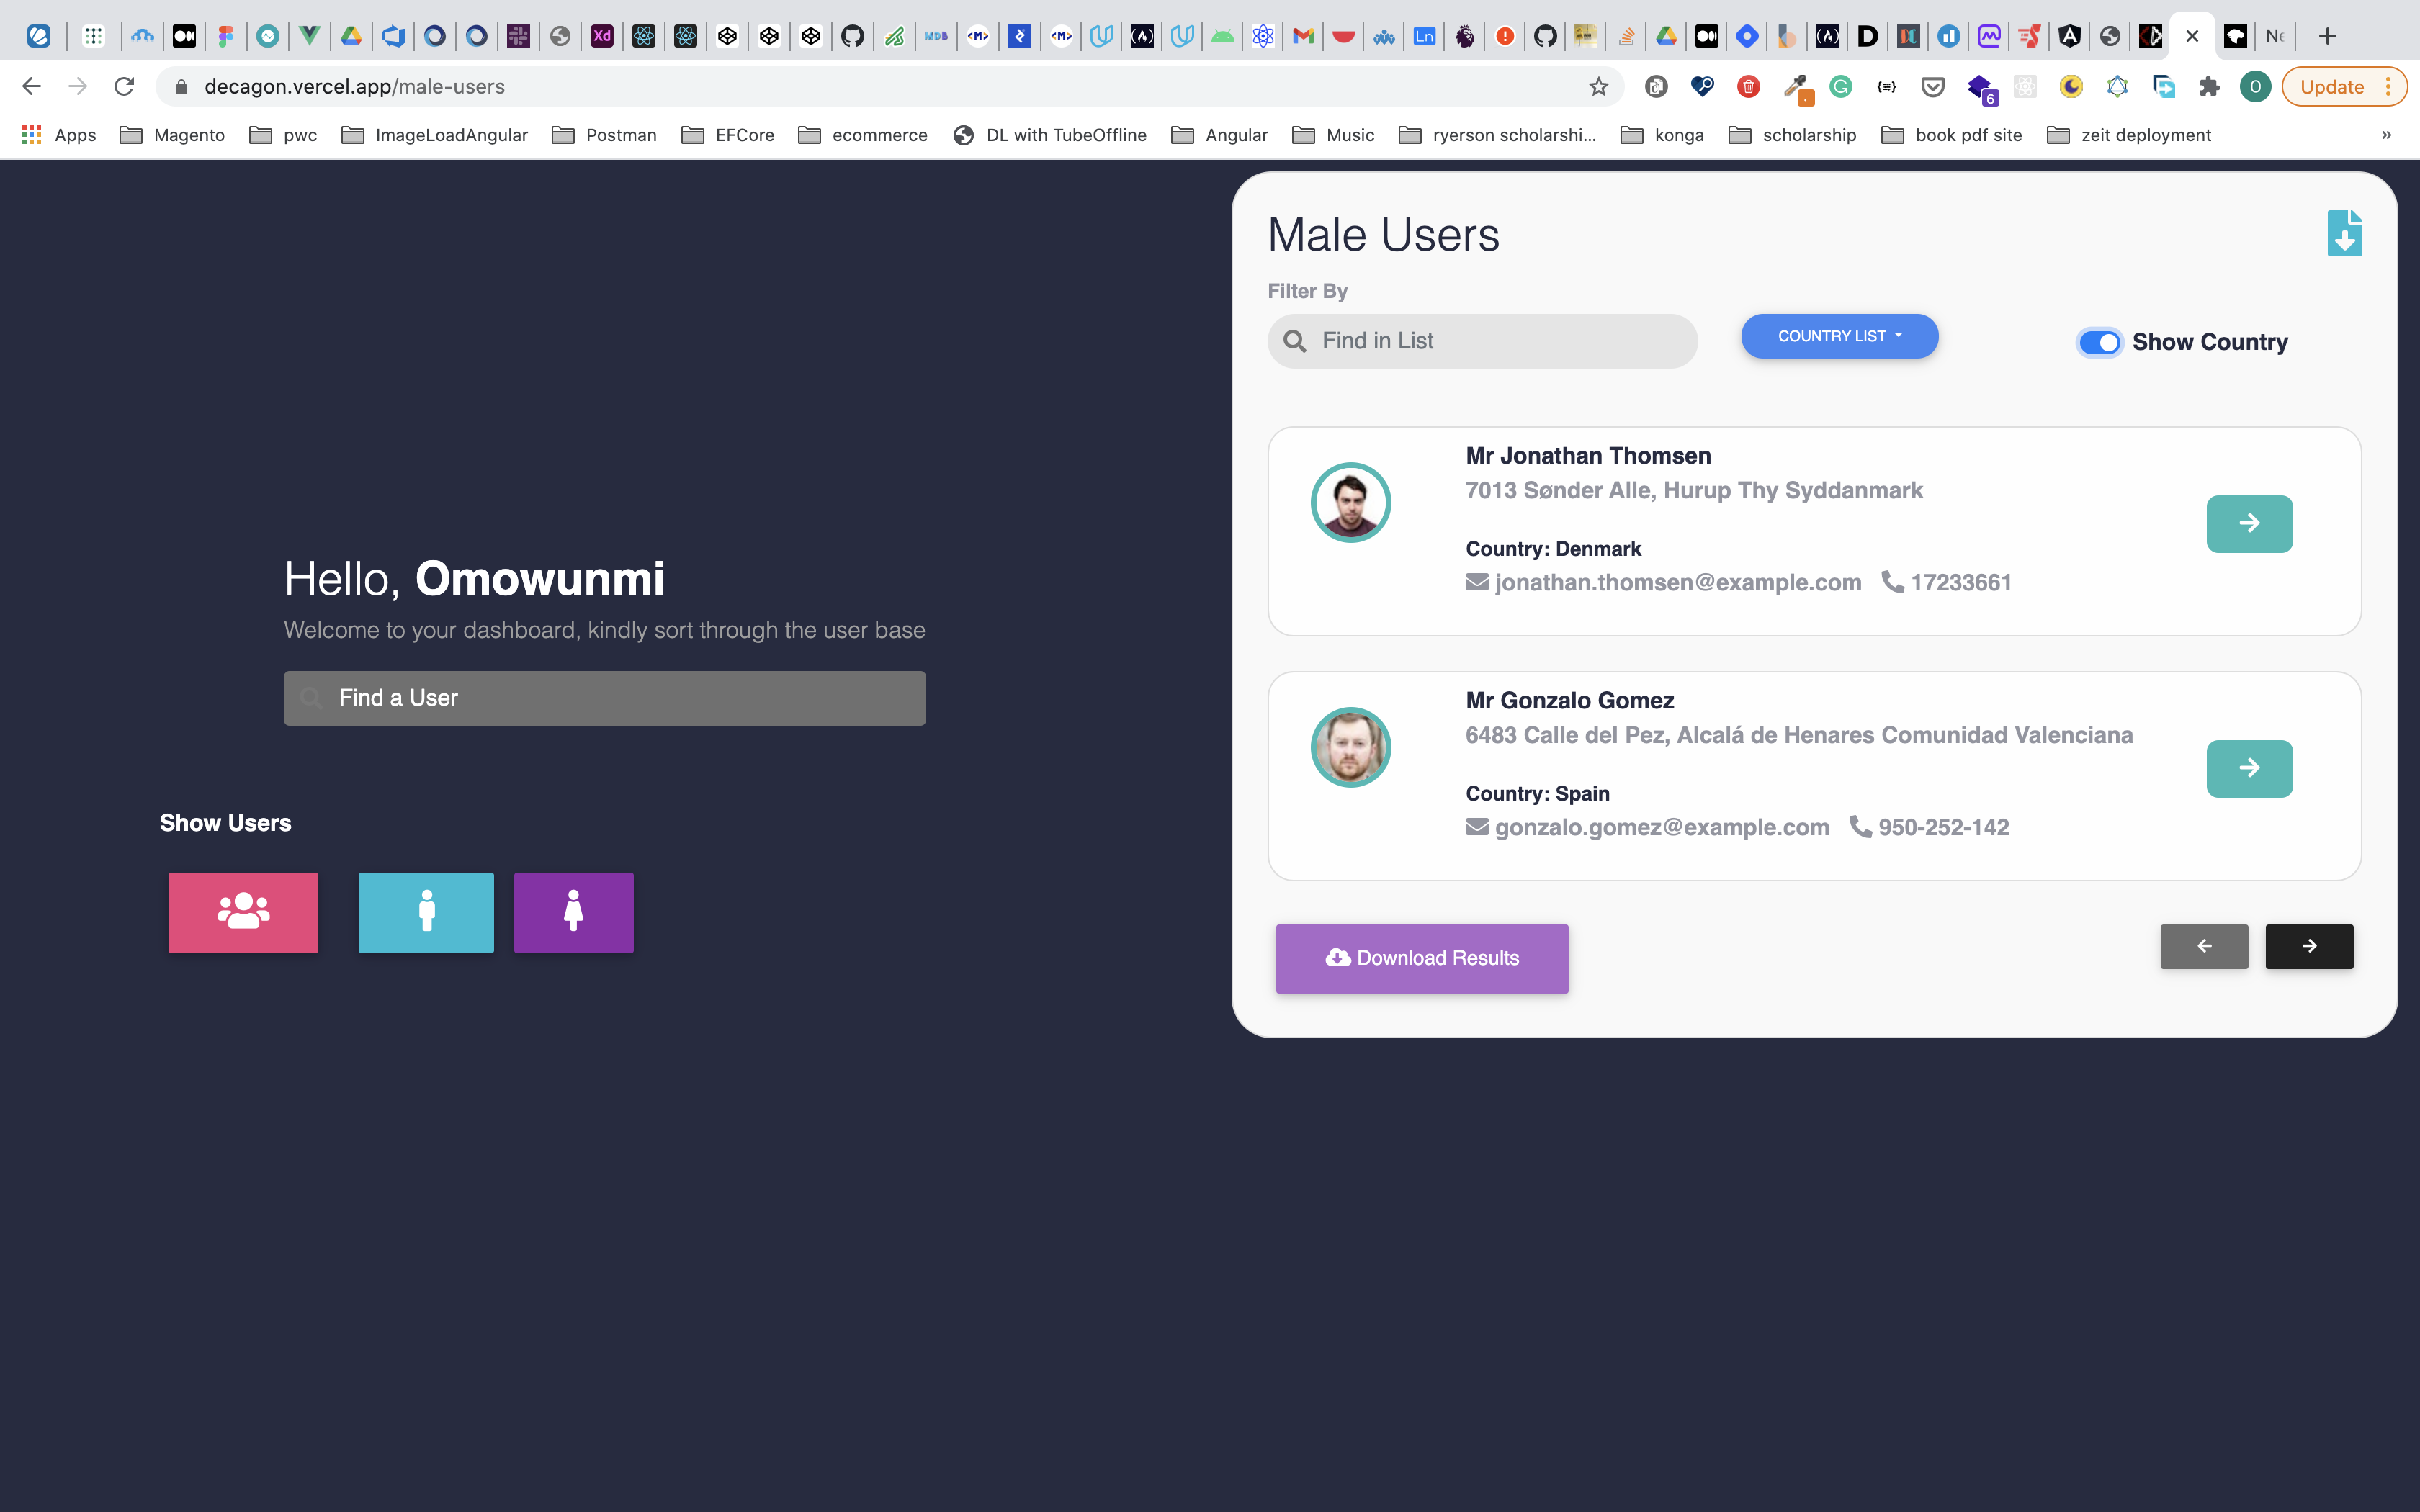 decagon.vercel.app/male-users
Update
6
O
Apps
Magento
pwc
ImageLoadAngular
Postman
EFCore
ecommerce
DL with TubeOffline
Angular
Music
ryerson scholarshi...
konga
scholarship
book pdf site
zeit deployment
»
Hello, Omowunmi
Welcome to your dashboard, kindly sort through the user base
Find a User
Show Users
Male Users
Filter By
Find in List
COUNTRY LIST
Show Country
Mr Jonathan Thomsen
7013 Sønder Alle, Hurup Thy Syddanmark
Country: Denmark
jonathan.thomsen@example.com 17233661
Mr Gonzalo Gomez
6483 Calle del Pez, Alcalá de Henares Comunidad Valenciana
Country: Spain
gonzalo.gomez@example.com 950-252-142
Download Results